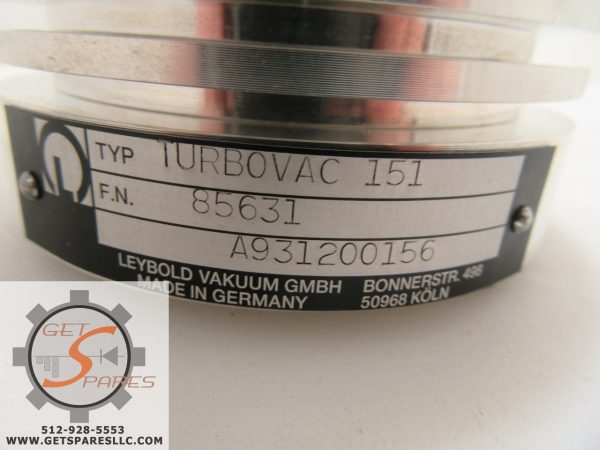 TYP TURBOVAC 151
F.N. 85631
A931200156
LEYBOLD VAKUUM GMBH BONNERSTR. 498
MADE IN GERMANY 50968 KÖLN
GET
SPARES
512-928-5553
WWW.GETSPARESLLC.COM